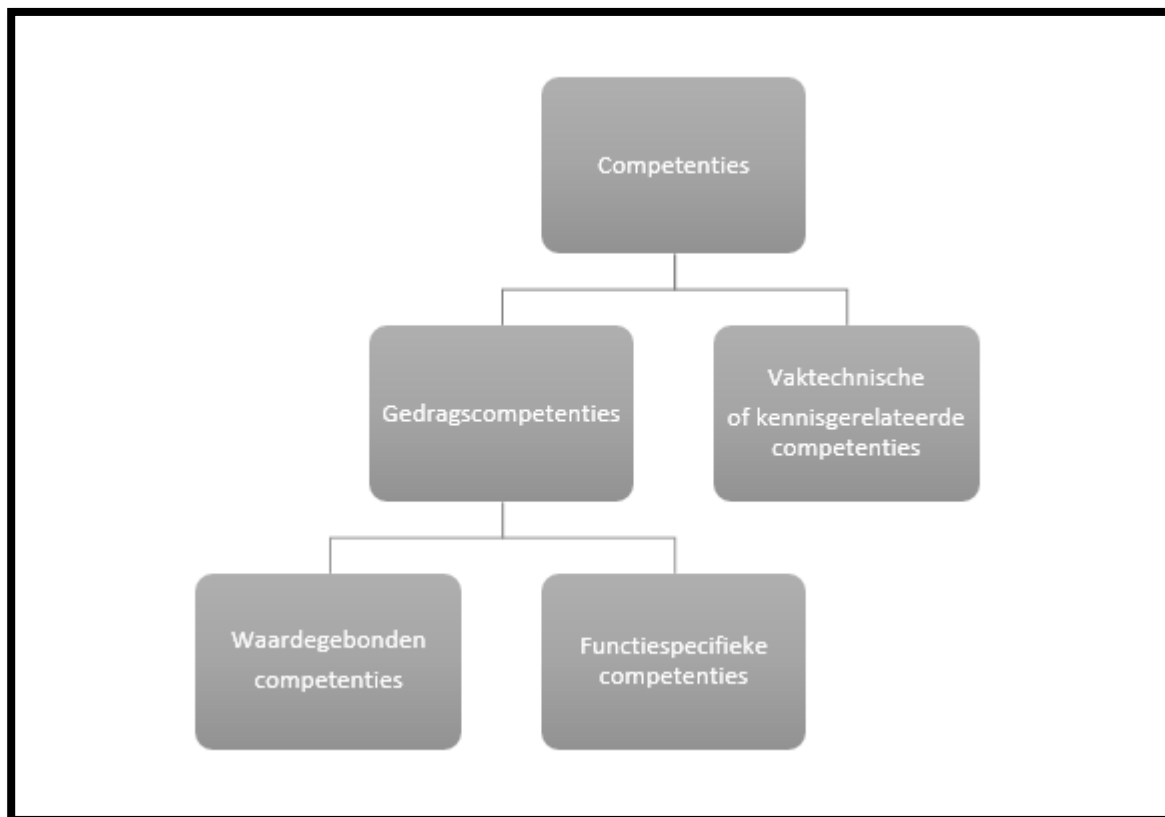 Competenties
Gedragscompetenties
Vaktechnische
of kennisgerelateerde
competenties
Waardegebonden
competenties
Functiespecifieke
competenties